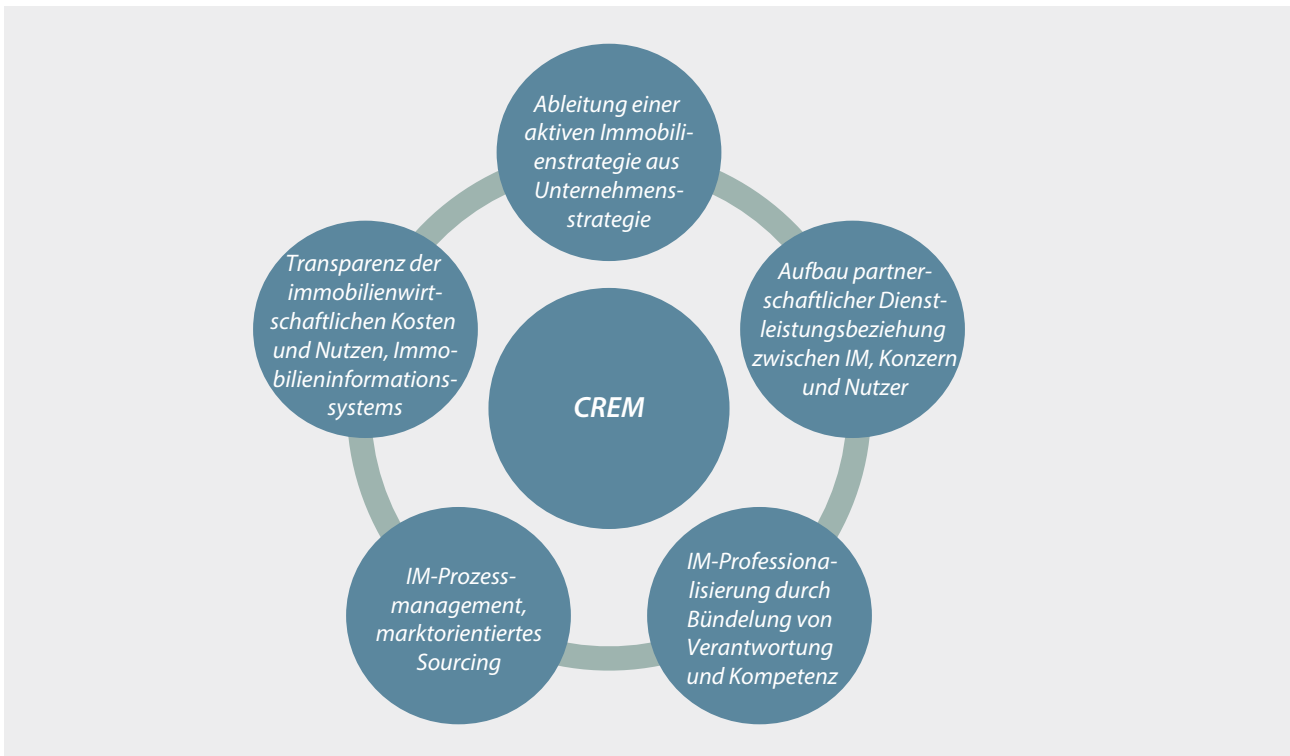 Ableitung einer
aktiven Immobili-
enstrategie aus
Unternehmens-
strategie
Aufbau partner-
schaftlicher Dienst-
leistungsbeziehung
zwischen IM, Konzern
und Nutzer
IM-Professiona-
lisierung durch
Bündelung von
Verantwortung
und Kompetenz
IM-Prozess-
management,
marktorientiertes
Sourcing
Transparenz der
immobilienwirt-
schaftlichen Kosten
und Nutzen, Immo-
bilieninformations-
systems
CREM